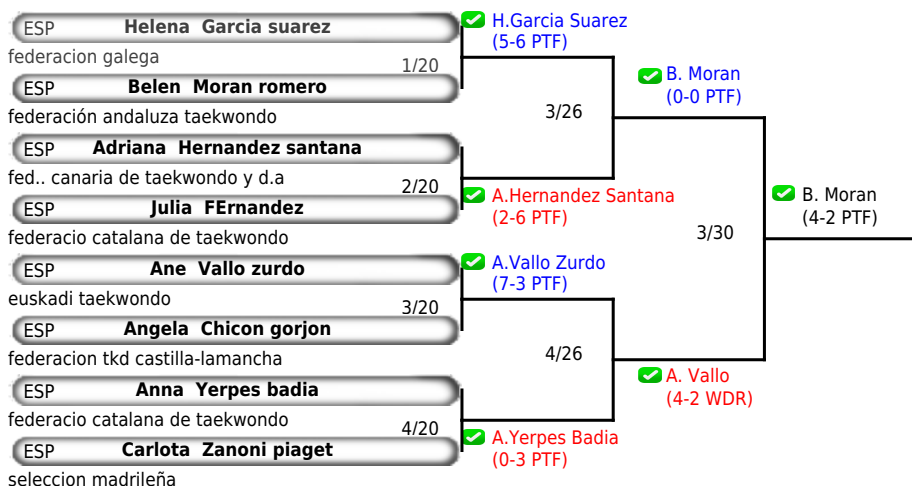 ESP Helena Garcia suarez
federacion galega
1/20
ESP Belen Moran romero
federación andaluza taekwondo
ESP Adriana Hernandez santana
fed.. canaria de taekwondo y d.a
2/20
ESP Julia FErnandez
federacio catalana de taekwondo
ESP Ane Vallo zurdo
euskadi taekwondo
3/20
ESP Angela Chicon gorjon
federacion tkd castilla-lamancha
ESP Anna Yerpes badia
federacio catalana de taekwondo
4/20
ESP Carlota Zanoni piaget
seleccion madrileña
H.Garcia Suarez
(5-6 PTF)
3/26
A.Hernandez Santana
(2-6 PTF)
A.Vallo Zurdo
(7-3 PTF)
4/26
A.Yerpes Badia
(0-3 PTF)
B. Moran
(0-0 PTF)
3/30
A. Vallo
(4-2 WDR)
B. Moran
(4-2 PTF)